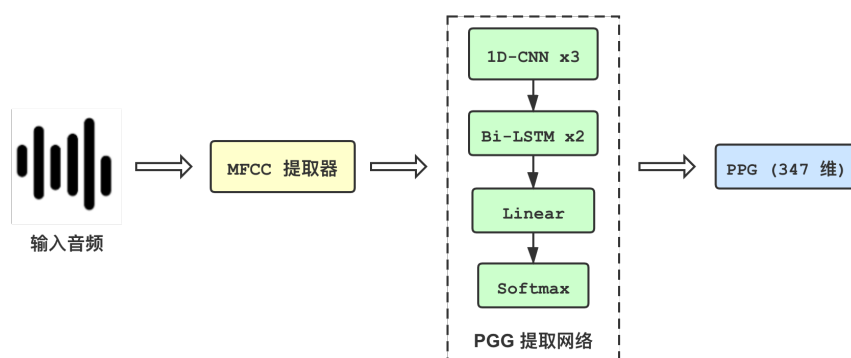 输入音频
MFCC 提取器
1D-CNN x3
Bi-LSTM x2
Linear
Softmax
PGG 提取网络
PPG (347 维)